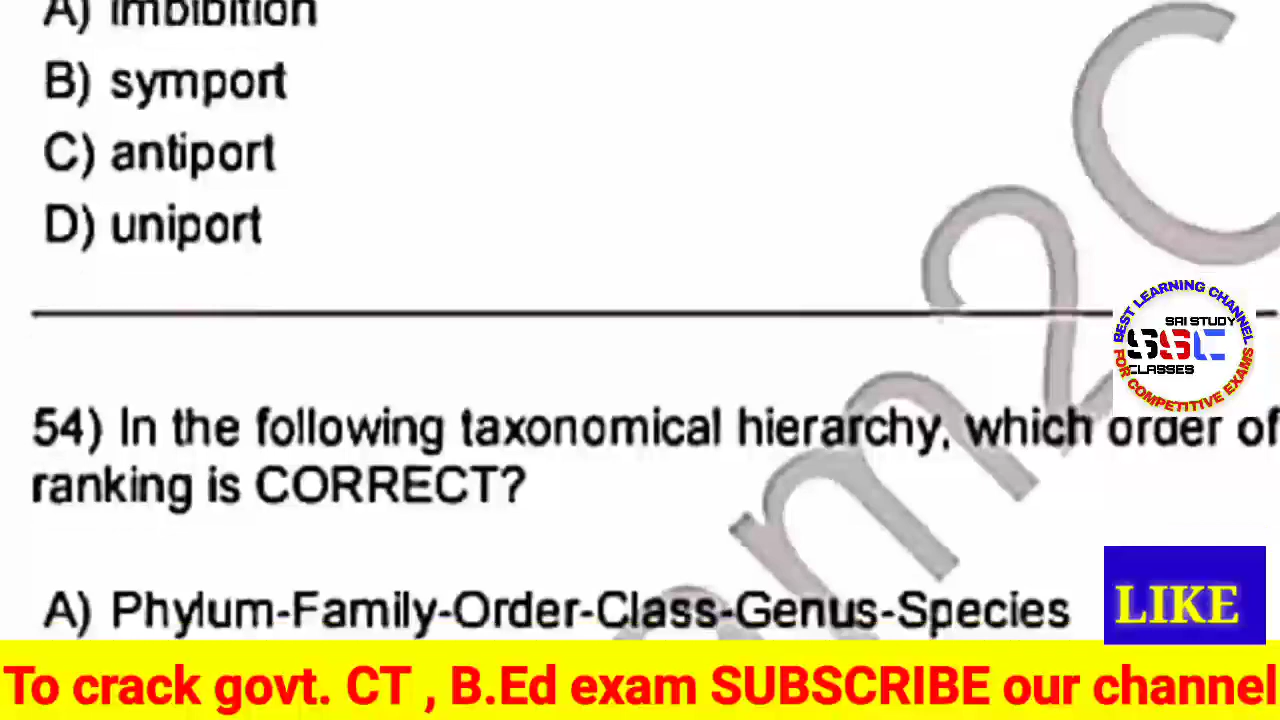 A) imbibition
B) symport
C) antiport
D) uniport
BEST LEARNING CHANNEL
SAI STUDY
SSC
CLASSES
FOR COMPETITIVE EXAMS
54) In the following taxonomical hierarchy, which order of
ranking is CORRECT?
A) Phylum-Family-Order-Class-Genus-Species
LIKE
To crack govt. CT , B.Ed exam SUBSCRIBE our channel